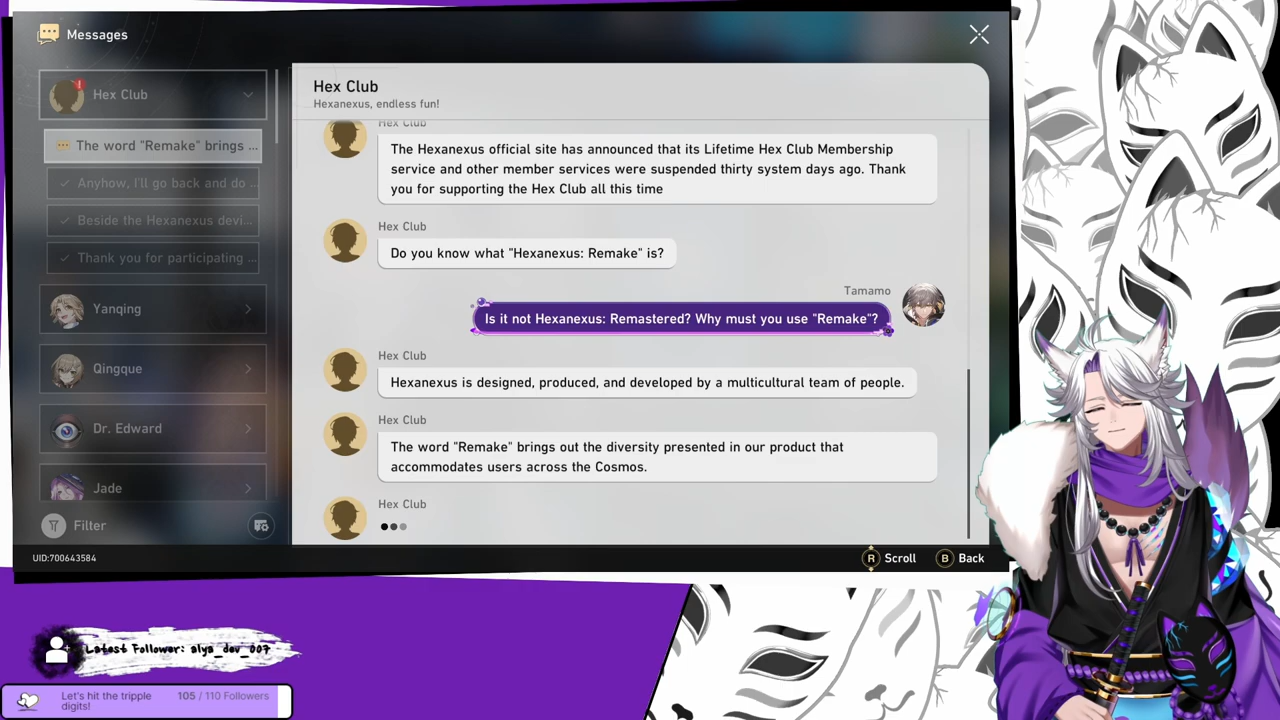 Messages
Hex Club
The word "Remake" brings ...
Anyhow, I'll go back and do ...
Beside the Hexanexus devi...
Thank you for participating ...
Yanqing
Qingque
Dr. Edward
Jade
Filter
UID:700643584
Hex Club
Hexanexus, endless fun!
Hex Club
The Hexanexus official site has announced that its Lifetime Hex Club Membership
service and other member services were suspended thirty system days ago. Thank
you for supporting the Hex Club all this time
Hex Club
Do you know what "Hexanexus: Remake" is?
Tamamo
Is it not Hexanexus: Remastered? Why must you use "Remake"?
Hex Club
Hexanexus is designed, produced, and developed by a multicultural team of people.
Hex Club
The word "Remake" brings out the diversity presented in our product that
accommodates users across the Cosmos.
Hex Club
R Scroll
B Back
Latest Follower: alya_dev_007
Let's hit the tripple
digits!
105 / 110 Followers